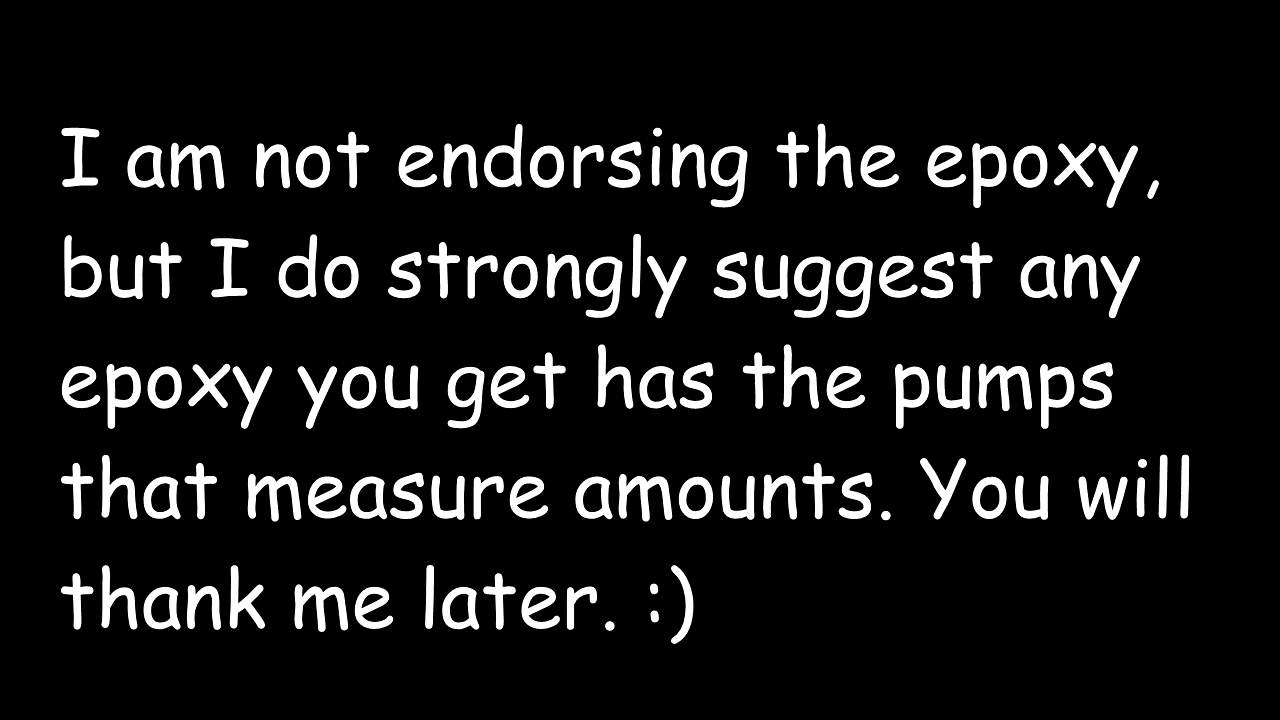 I am not endorsing the epoxy,
but I do strongly suggest any
epoxy you get has the pumps
that measure amounts. You will
thank me later. :)